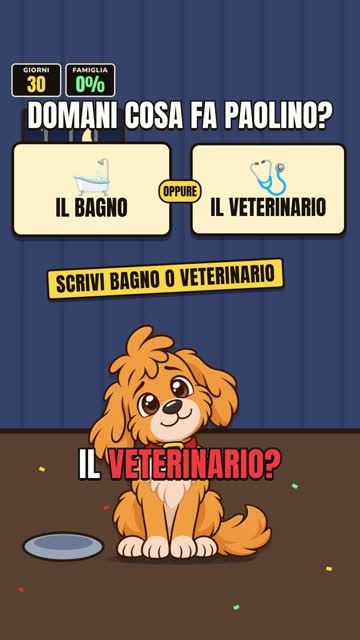 GIORNI
30
FAMIGLIA
0%
DOMANI COSA FA PAOLINO?
IL BAGNO
OPPURE
IL VETERINARIO
SCRIVI BAGNO O VETERINARIO
IL VETERINARIO?